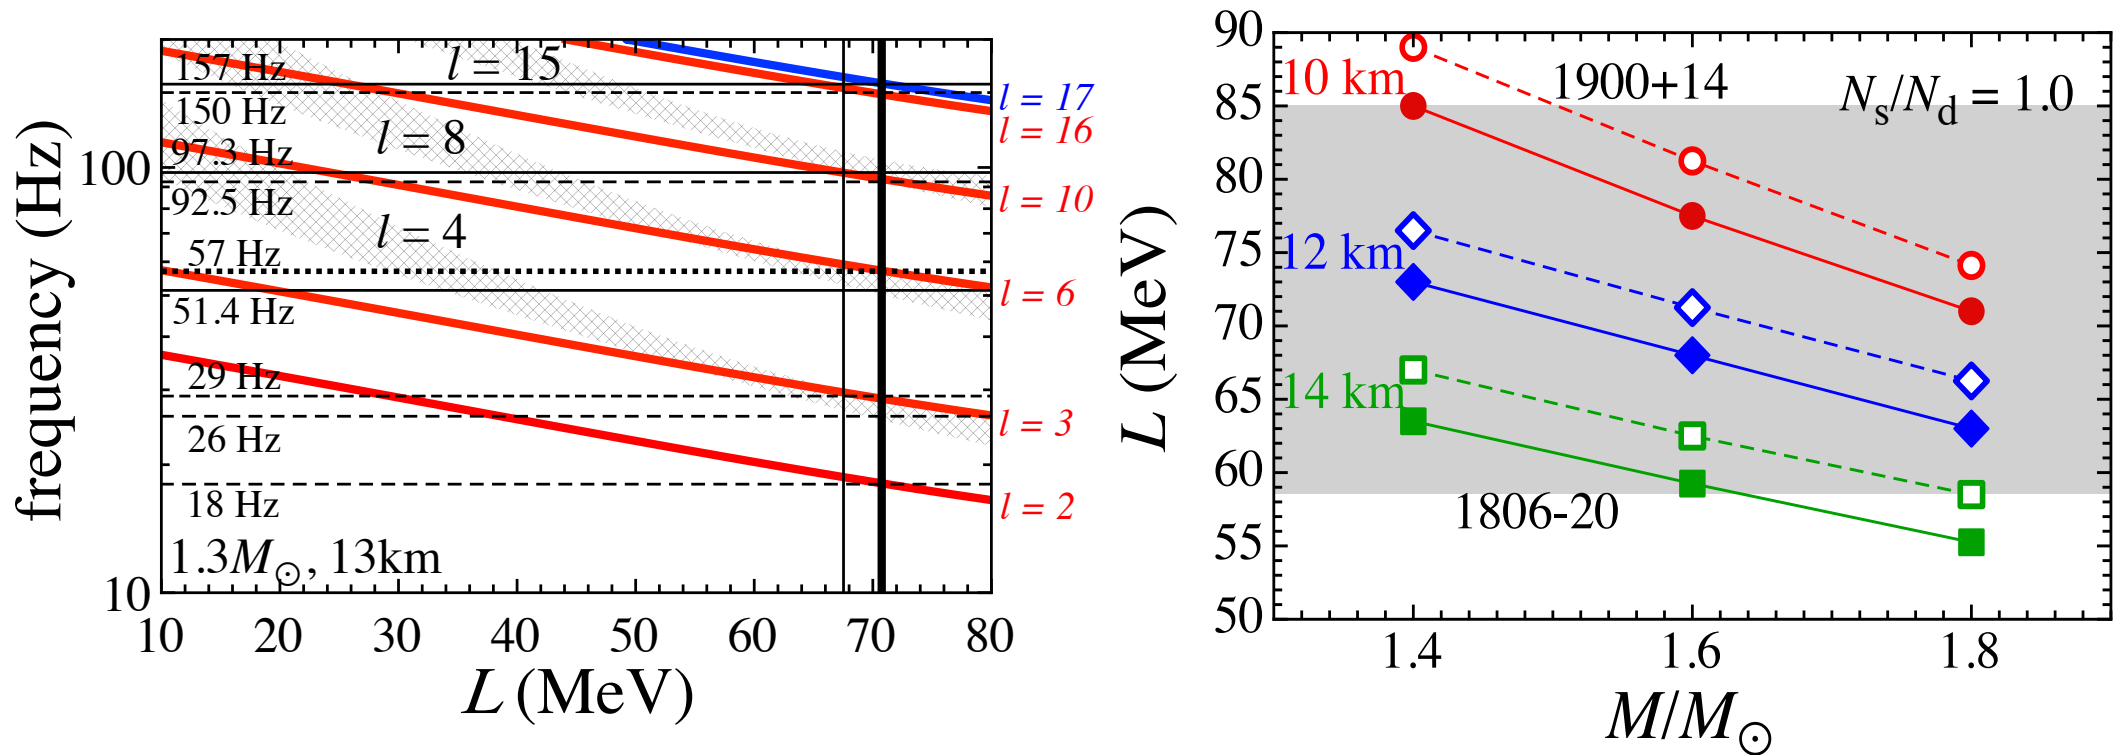 frequency (Hz)
100
10
157 Hz
150 Hz
97.3 Hz
92.5 Hz
57 Hz
51.4 Hz
29 Hz
26 Hz
18 Hz
l = 15
l = 8
l = 4
1.3M⊙, 13km
l = 17
l = 16
l = 10
l = 6
l = 3
l = 2
10 20 30 40 50 60 70 80
L (MeV)
L (MeV)
90
85
80
75
70
65
60
55
50
10 km
12 km
14 km
1900+14
Ns/Nd = 1.0
1806-20
1.4 1.6 1.8
M/M⊙